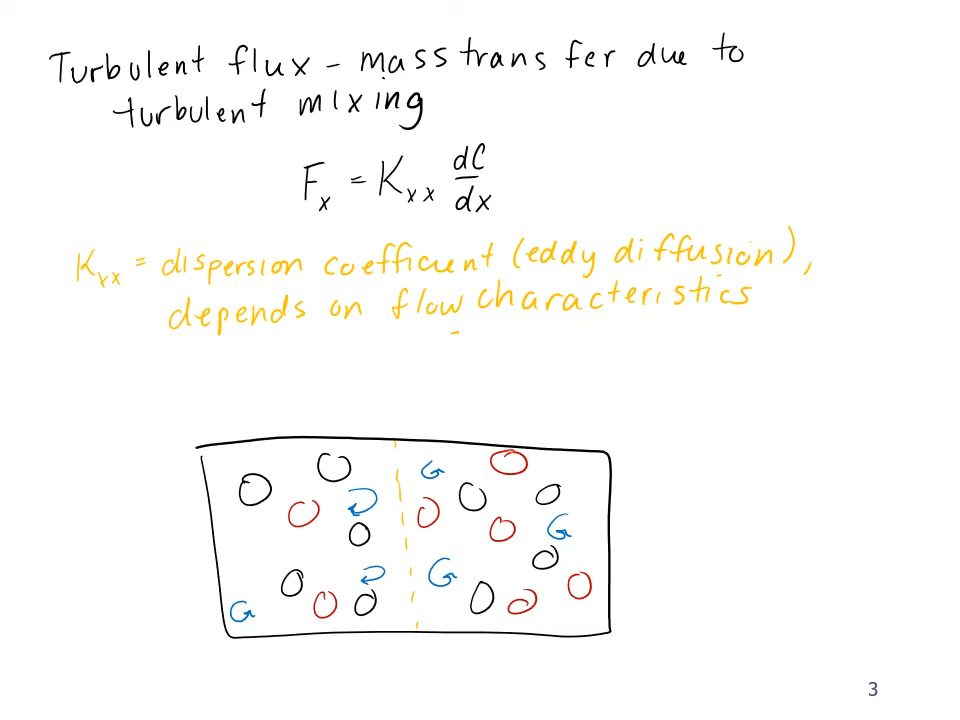 Turbulent flux - mass transfer due to
turbulent mixing
F_x = K_xx dC/dx
K_xx = dispersion coefficient (eddy diffusion),
depends on flow characteristics
3